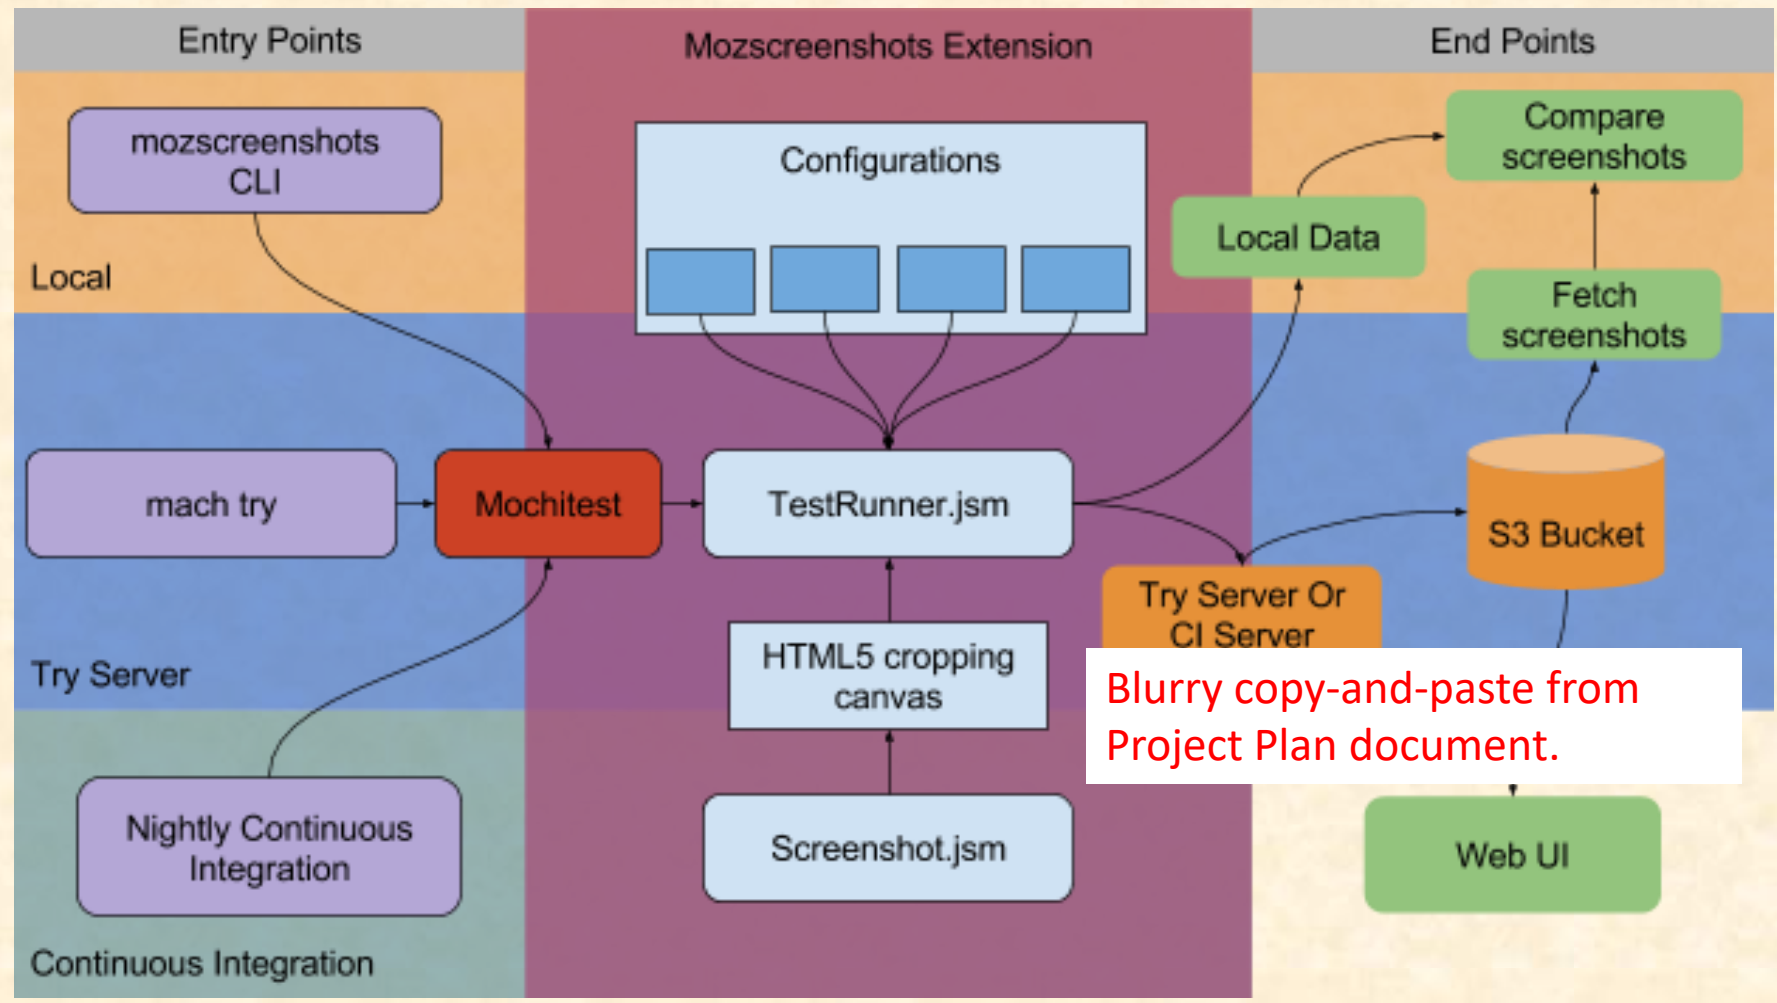 Entry Points
Mozscreenshots Extension
End Points
mozscreenshots
CLI
Configurations
Compare
screenshots
Local Data
Local
Fetch
screenshots
mach try
Mochitest
TestRunner.jsm
S3 Bucket
Try Server Or
CI Server
HTML5 cropping
canvas
Try Server
Blurry copy-and-paste from
Project Plan document.
Nightly Continuous
Integration
Screenshot.jsm
Web UI
Continuous Integration